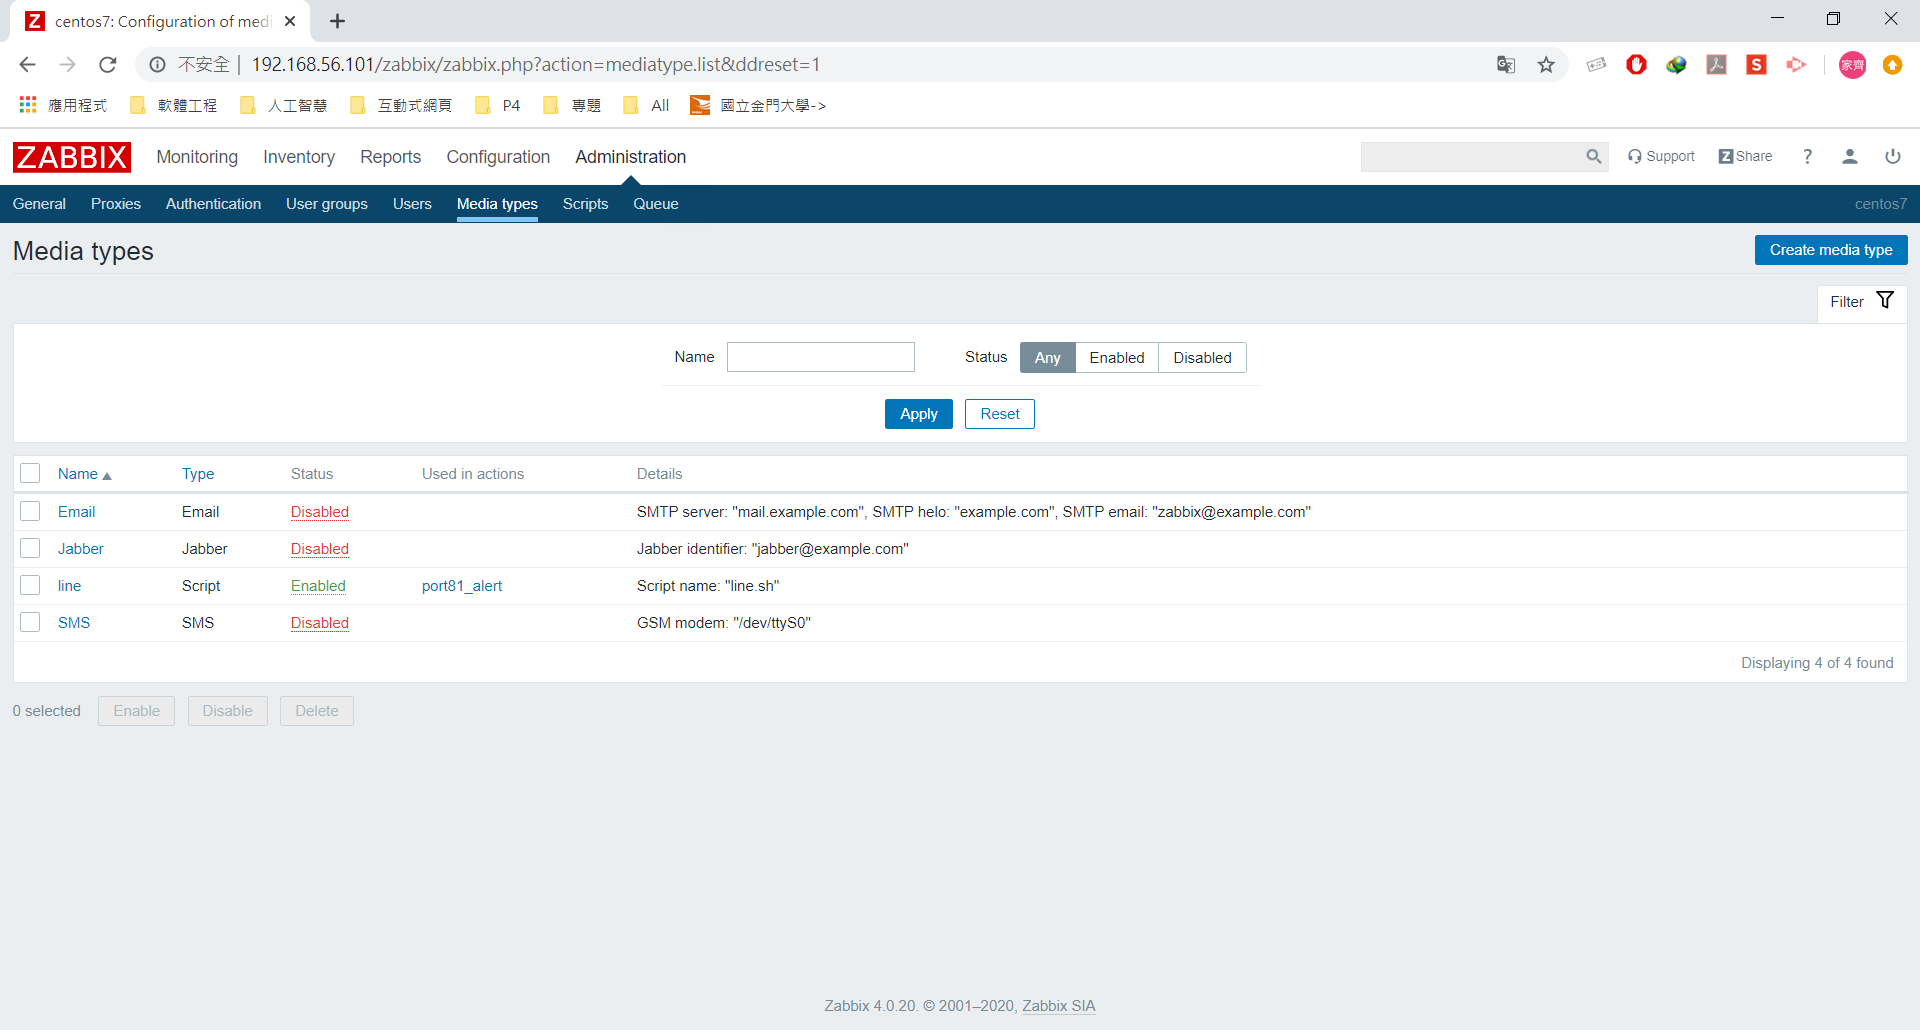 Z centos7: Configuration of medi
不安全 | 192.168.56.101/zabbix/zabbix.php?action=mediatype.list&ddreset=1 家齊
應用程式 軟體工程 人工智慧 互動式網頁 P4 專題 All 國立金門大學->
ZABBIX Monitoring Inventory Reports Configuration Administration Support Z Share ?
General Proxies Authentication User groups Users Media types Scripts Queue centos7
Media types Create media type
Filter
Name Status Any Enabled Disabled
Apply Reset
Name Type Status Used in actions Details
Email Email Disabled SMTP server: "mail.example.com", SMTP helo: "example.com", SMTP email: "zabbix@example.com"
Jabber Jabber Disabled Jabber identifier: "jabber@example.com"
line Script Enabled port81_alert Script name: "line.sh"
SMS SMS Disabled GSM modem: "/dev/ttyS0"
Displaying 4 of 4 found
0 selected Enable Disable Delete
Zabbix 4.0.20. © 2001–2020, Zabbix SIA